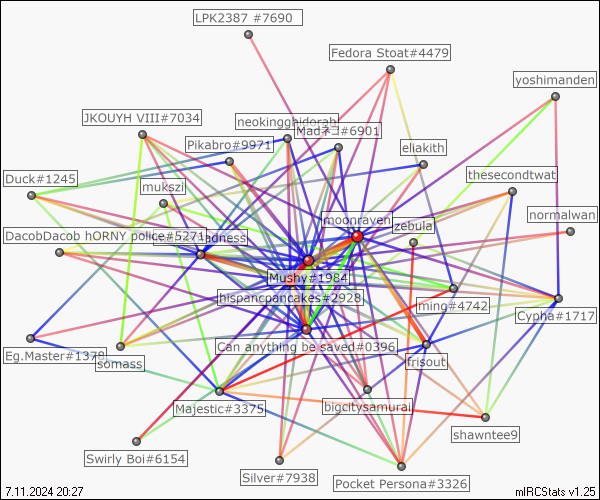 LPK2387 #7690
Fedora Stoat#4479
yoshimanden
JKOUYH VIII#7034
neokingghidorah
Madネコ#6901
Pikabro#9971
eliakith
Duck#1245
mukszi
thesecondtwat
moonraven
zebula
normalwan
DacobDacob hORNY police#5271
adness
Mushy#1984
hispancpancakes#2928
ming#4742
Cypha#1717
Can anything be saved#0396
Eg.Master#1378
somass
frisout
Majestic#3375
bigcitysamurai
shawntee9
Swirly Boi#6154
Silver#7938
Pocket Persona#3326
7.11.2024 20:27
mIRCStats v1.25